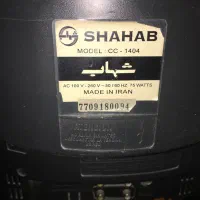 SHAHAB
MODEL: CC - 1404
شهاب
AC 100 V - 240 V ~ 50/60 HZ 75 WATTS
MADE IN IRAN
7709180094